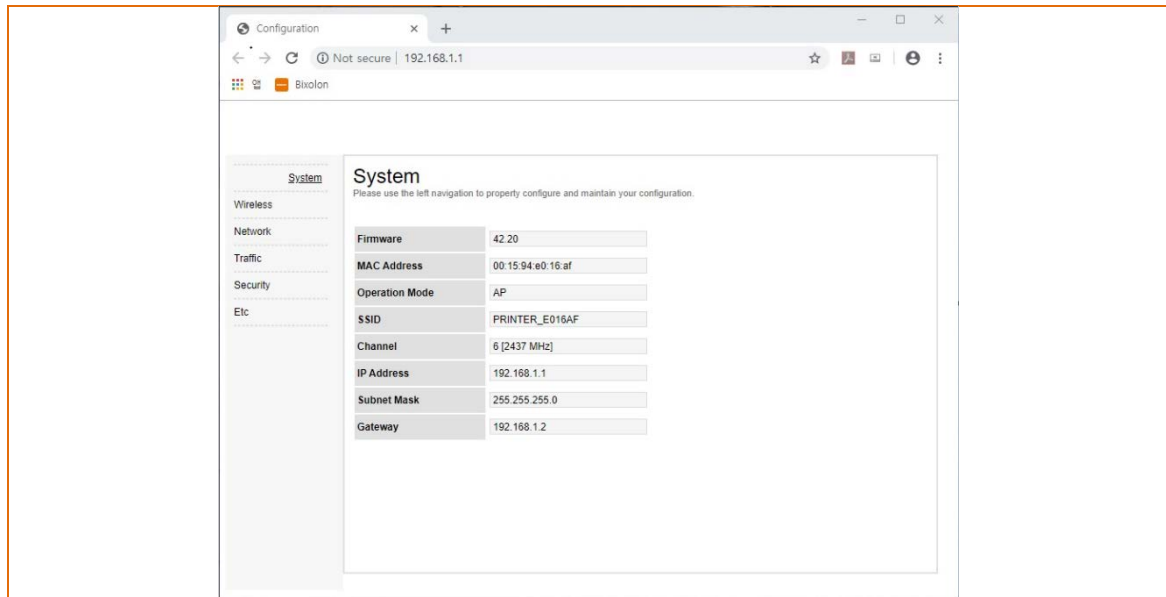 Configuration
Not secure | 192.168.1.1
Bixolon
System
Wireless
Network
Traffic
Security
Etc
System
Please use the left navigation to property configure and maintain your configuration.
Firmware 42.20
MAC Address 00:15:94:e0:16:af
Operation Mode AP
SSID PRINTER_E016AF
Channel 6 [2437 MHz]
IP Address 192.168.1.1
Subnet Mask 255.255.255.0
Gateway 192.168.1.2